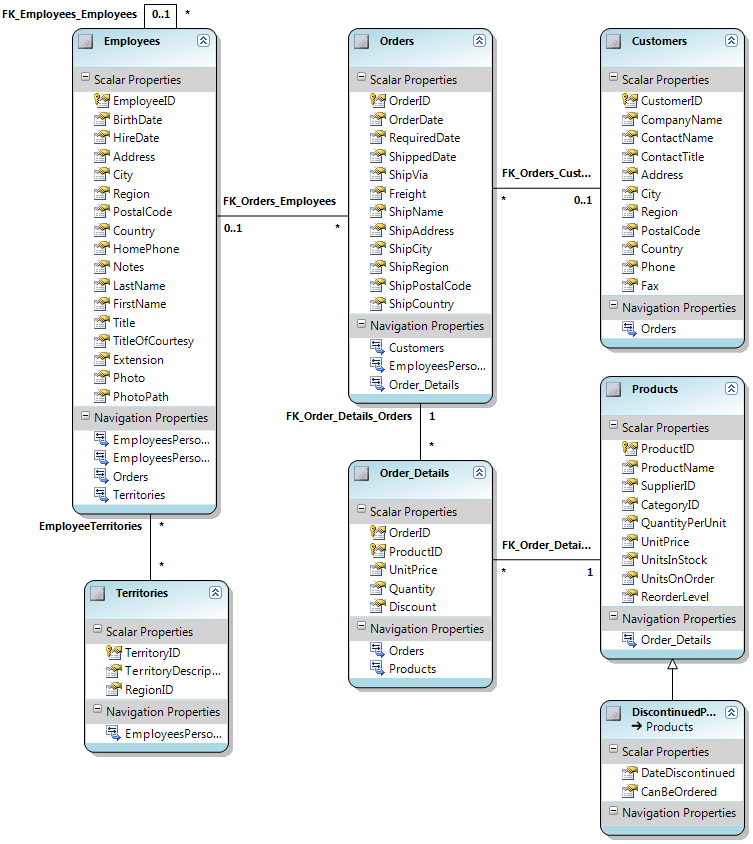 FK_Employees_Employees
0..1
*
Employees
Scalar Properties
EmployeeID
BirthDate
HireDate
Address
City
Region
PostalCode
Country
HomePhone
Notes
LastName
FirstName
Title
TitleOfCourtesy
Extension
Photo
PhotoPath
Navigation Properties
EmployeesPerso...
EmployeesPerso...
Orders
Territories
FK_Orders_Employees
0..1
*
Orders
Scalar Properties
OrderID
OrderDate
RequiredDate
ShippedDate
ShipVia
Freight
ShipName
ShipAddress
ShipCity
ShipRegion
ShipPostalCode
ShipCountry
Navigation Properties
Customers
EmployeesPerso...
Order_Details
FK_Orders_Cust...
*
0..1
Customers
Scalar Properties
CustomerID
CompanyName
ContactName
ContactTitle
Address
City
Region
PostalCode
Country
Phone
Fax
Navigation Properties
Orders
FK_Order_Details_Orders
1
*
Order_Details
Scalar Properties
OrderID
ProductID
UnitPrice
Quantity
Discount
Navigation Properties
Orders
Products
FK_Order_Detai...
*
1
Products
Scalar Properties
ProductID
ProductName
SupplierID
CategoryID
QuantityPerUnit
UnitPrice
UnitsInStock
UnitsOnOrder
ReorderLevel
Navigation Properties
Order_Details
EmployeeTerritories
*
*
Territories
Scalar Properties
TerritoryID
TerritoryDescrip...
RegionID
Navigation Properties
EmployeesPerso...
DiscontinuedP...
Products
Scalar Properties
DateDiscontinued
CanBeOrdered
Navigation Properties